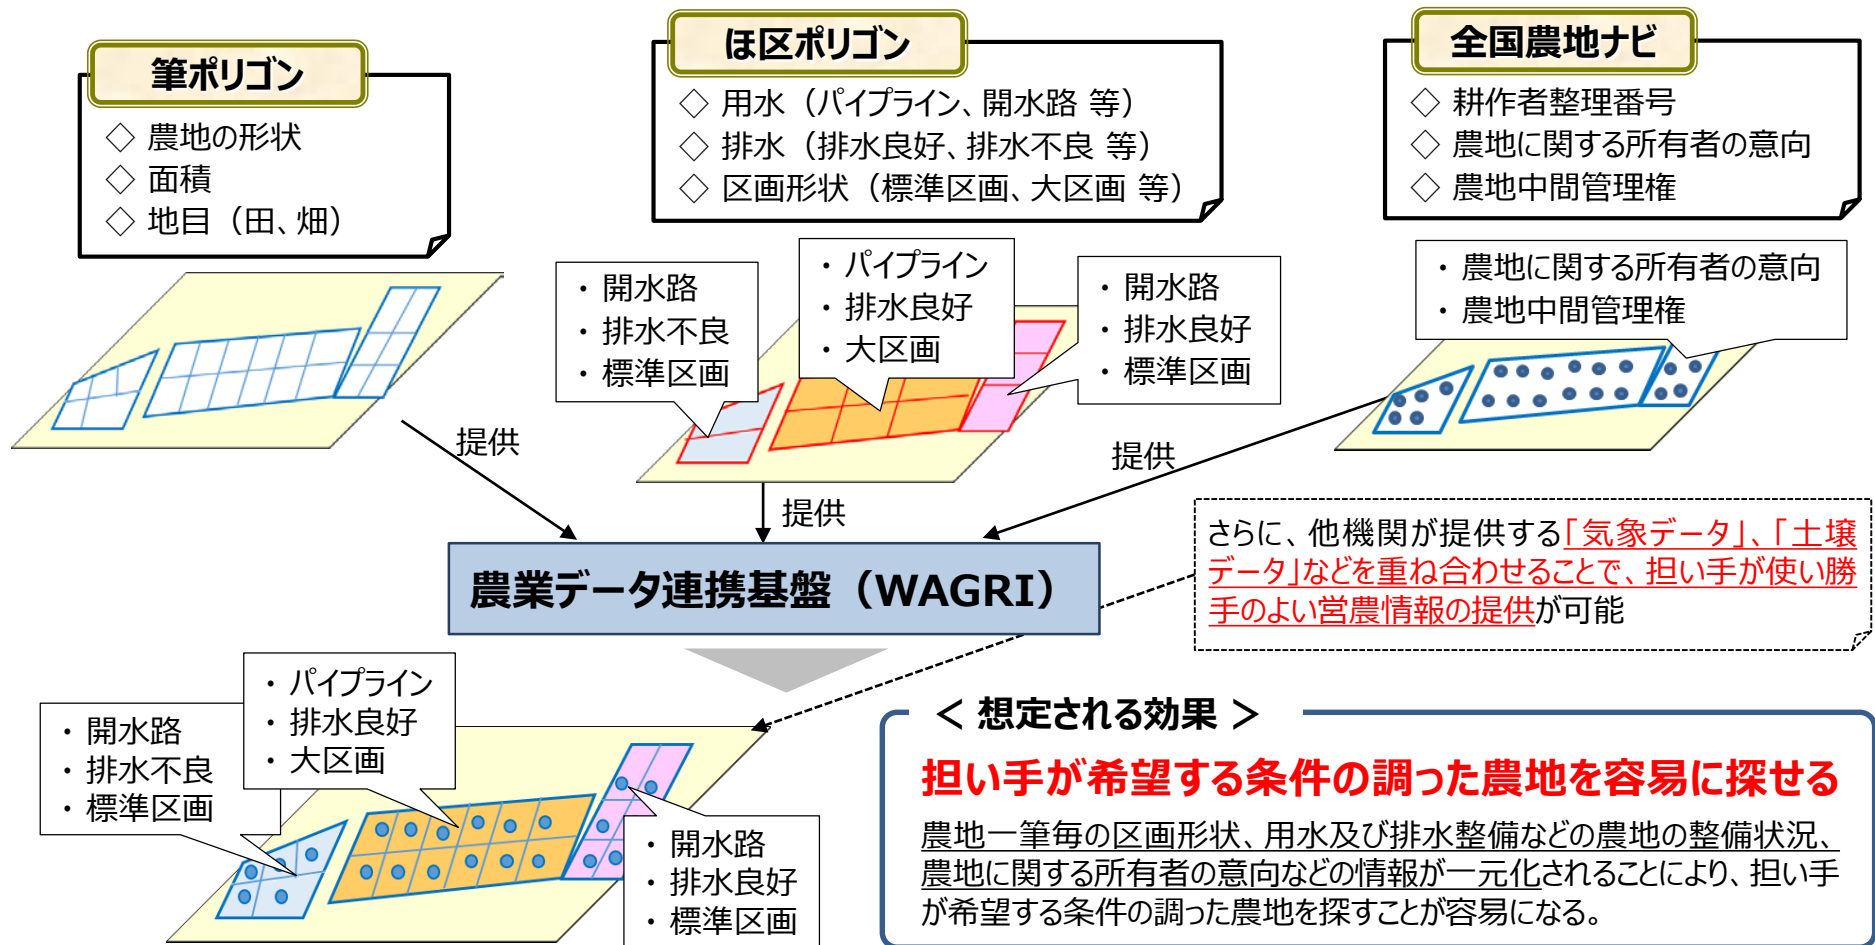 筆ポリゴン
◇ 農地の形状
◇ 面積
◇ 地目（田、畑）
ほ区ポリゴン
◇ 用水（パイプライン、開水路 等）
◇ 排水（排水良好、排水不良 等）
◇ 区画形状（標準区画、大区画 等）
全国農地ナビ
◇ 耕作者整理番号
◇ 農地に関する所有者の意向
◇ 農地中間管理権
・ 開水路
・ 排水不良
・ 標準区画
・ パイプライン
・ 排水良好
・ 大区画
・ 開水路
・ 排水良好
・ 標準区画
・ 農地に関する所有者の意向
・ 農地中間管理権
提供
提供
提供
農業データ連携基盤（WAGRI）
さらに、他機関が提供する「気象データ」、「土壌
データ」などを重ね合わせることで、担い手が使い勝
手のよい営農情報の提供が可能
・ 開水路
・ 排水不良
・ 標準区画
・ パイプライン
・ 排水良好
・ 大区画
・ 開水路
・ 排水良好
・ 標準区画
＜ 想定される効果 ＞
担い手が希望する条件の調った農地を容易に探せる
農地一筆毎の区画形状、用水及び排水整備などの農地の整備状況、
農地に関する所有者の意向などの情報が一元化されることにより、担い手
が希望する条件の調った農地を探すことが容易になる。